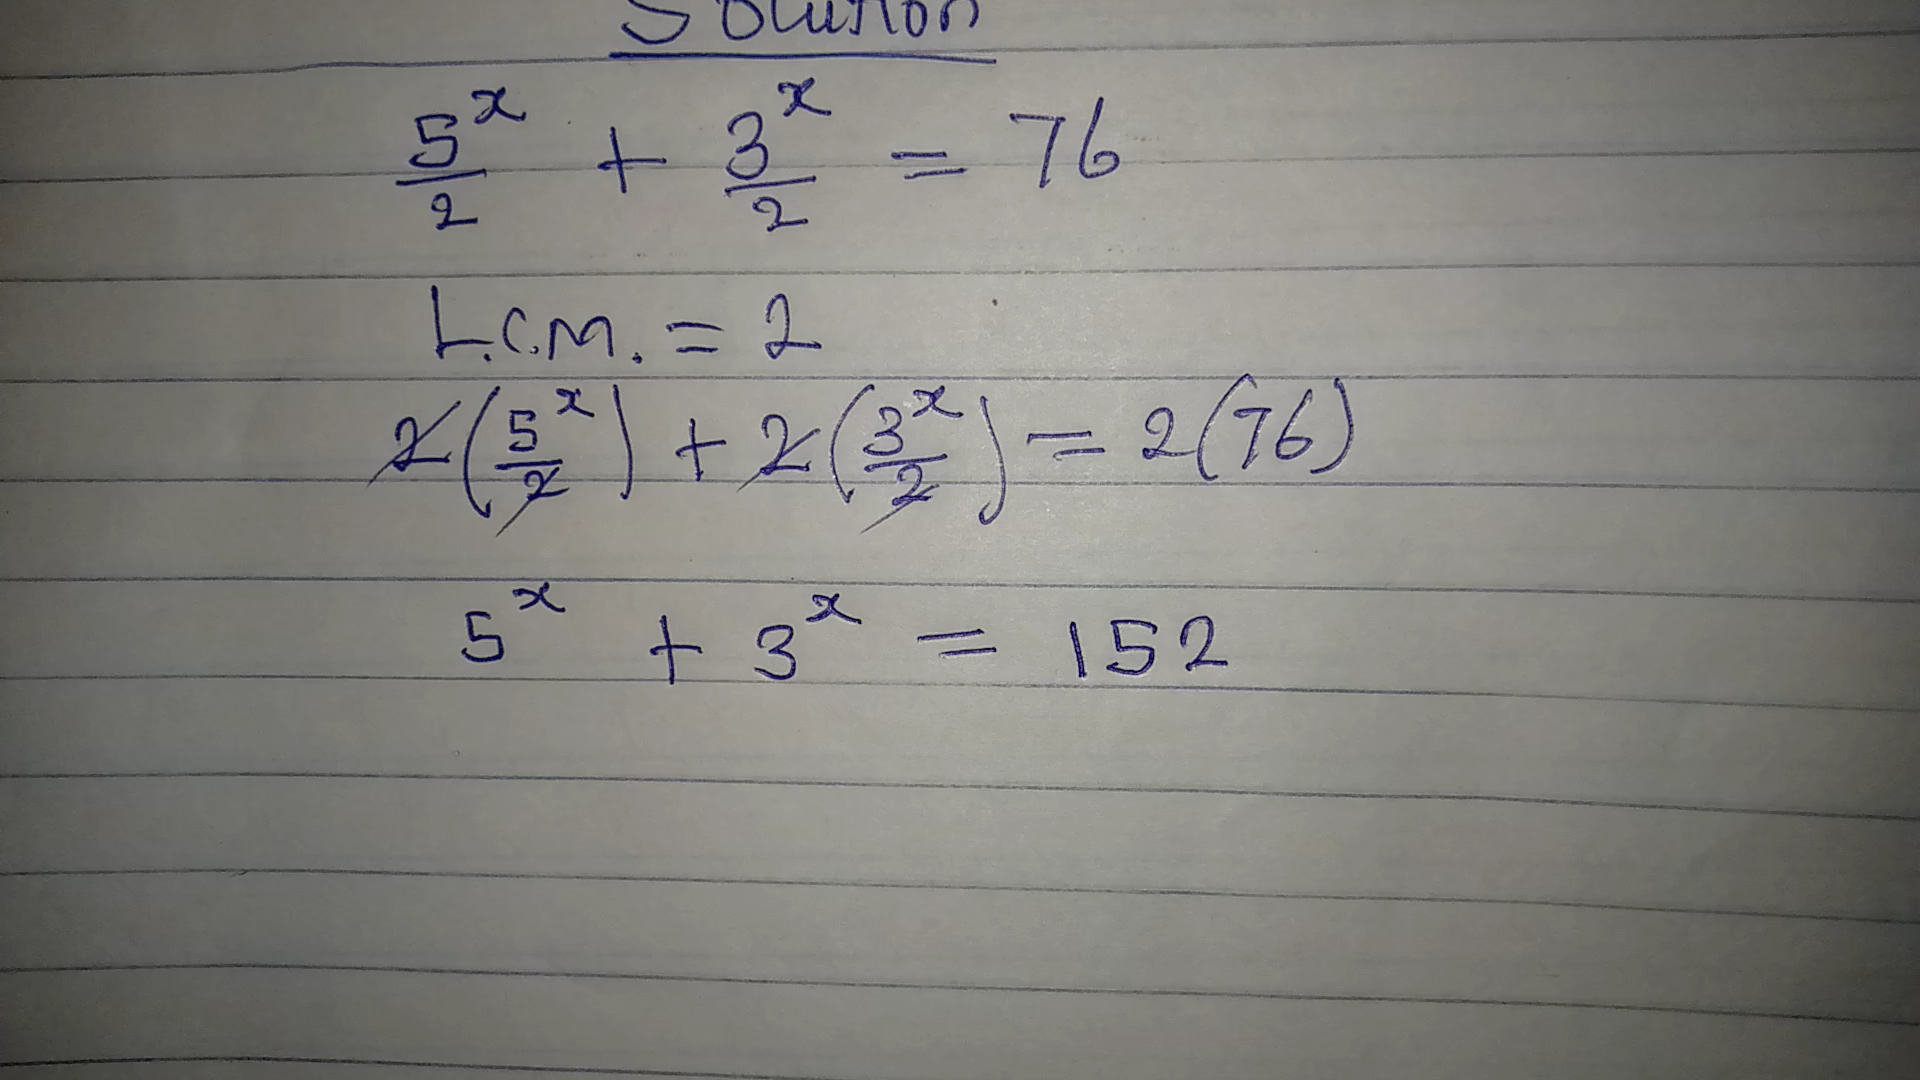 Solution
5^x/2 + 3^x/2 = 76
L.C.M. = 2
2(5^x/2) + 2(3^x/2) = 2(76)
5^x + 3^x = 152